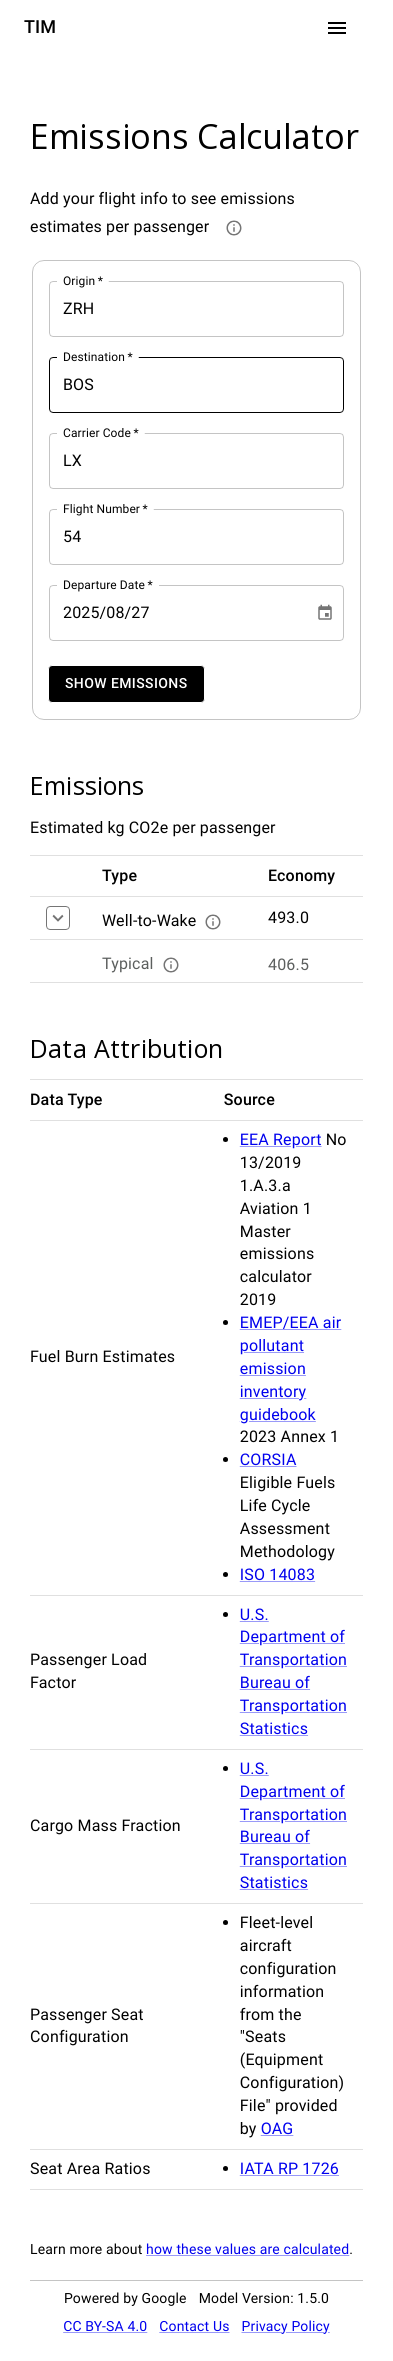 TIM
Emissions Calculator
Add your flight info to see emissions
estimates per passenger
Origin *
ZRH
Destination *
BOS
Carrier Code *
LX
Flight Number *
54
Departure Date *
2025/08/27
SHOW EMISSIONS
Emissions
Estimated kg CO2e per passenger
Type Economy
Well-to-Wake 493.0
Typical 406.5
Data Attribution
Data Type Source
Fuel Burn Estimates
• EEA Report No
13/2019
1.A.3.a
Aviation 1
Master
emissions
calculator
2019
• EMEP/EEA air
pollutant
emission
inventory
guidebook
2023 Annex 1
• CORSIA
Eligible Fuels
Life Cycle
Assessment
Methodology
• ISO 14083
Passenger Load
Factor
• U.S.
Department of
Transportation
Bureau of
Transportation
Statistics
Cargo Mass Fraction
• U.S.
Department of
Transportation
Bureau of
Transportation
Statistics
Passenger Seat
Configuration
• Fleet-level
aircraft
configuration
information
from the
"Seats
(Equipment
Configuration)
File" provided
by OAG
Seat Area Ratios
• IATA RP 1726
Learn more about how these values are calculated.
Powered by Google Model Version: 1.5.0
CC BY-SA 4.0 Contact Us Privacy Policy